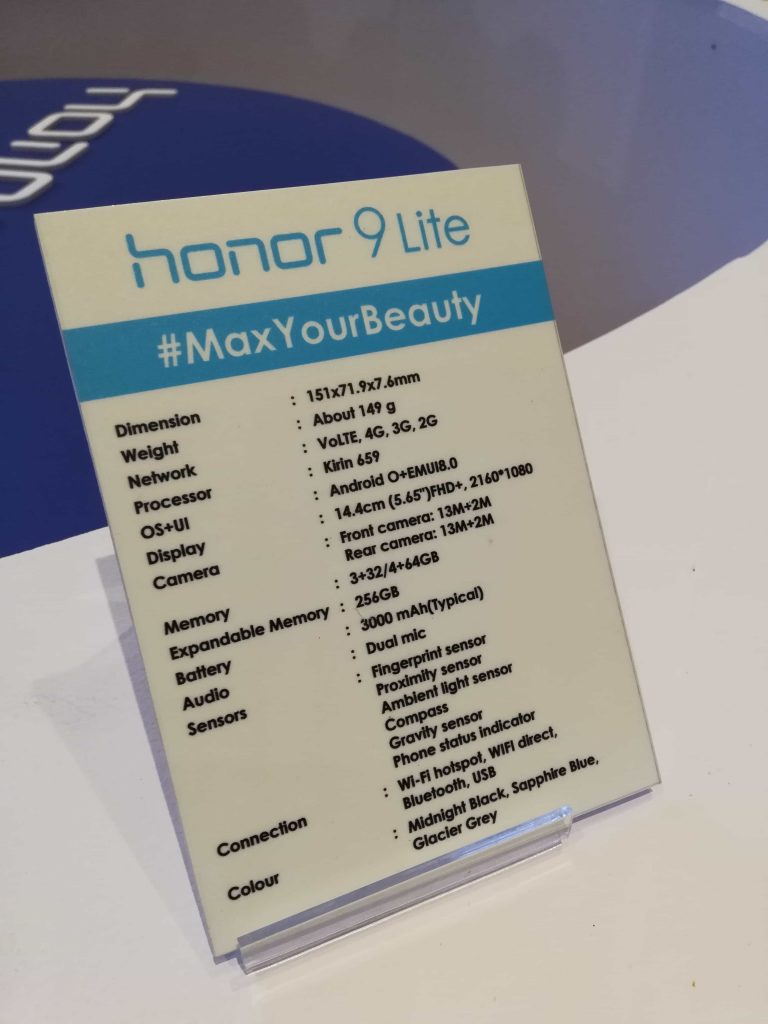 honor
honor 9 Lite
#MaxYourBeauty
Dimension : 151x71.9x7.6mm
Weight : About 149 g
Network : VoLTE, 4G, 3G, 2G
Processor : Kirin 659
OS+UI : Android O+EMUI8.0
Display : 14.4cm (5.65")FHD+, 2160*1080
Camera : Front camera: 13M+2M
Rear camera: 13M+2M
Memory : 3+32/4+64GB
Expandable Memory : 256GB
Battery : 3000 mAh(Typical)
Audio : Dual mic
Sensors : Fingerprint sensor
Proximity sensor
Ambient light sensor
Compass
Gravity sensor
Phone status indicator
Connection : Wi-Fi hotspot, WIFI direct,
Bluetooth, USB
Colour : Midnight Black, Sapphire Blue,
Glacier Grey